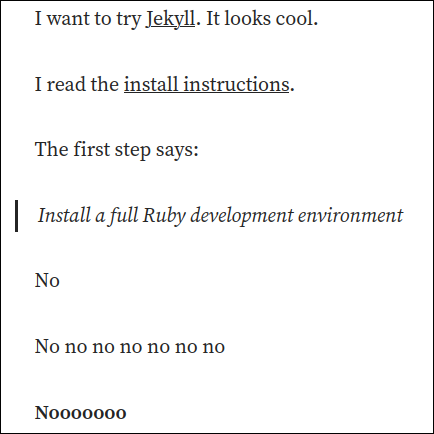 I want to try Jekyll. It looks cool.
I read the install instructions.
The first step says:
Install a full Ruby development environment
No
No no no no no no no
Nooooooo